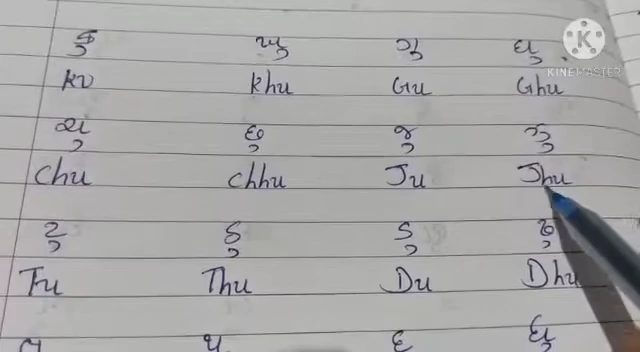 કુ ખુ ગુ ઘુ
Ku Khu Gu Ghu
ચુ છુ જુ ઝુ
Chu Chhu Ju Jhu
ટુ ઠુ ડુ ઢુ
Tu Thu Du Dhu
KINEMASTER